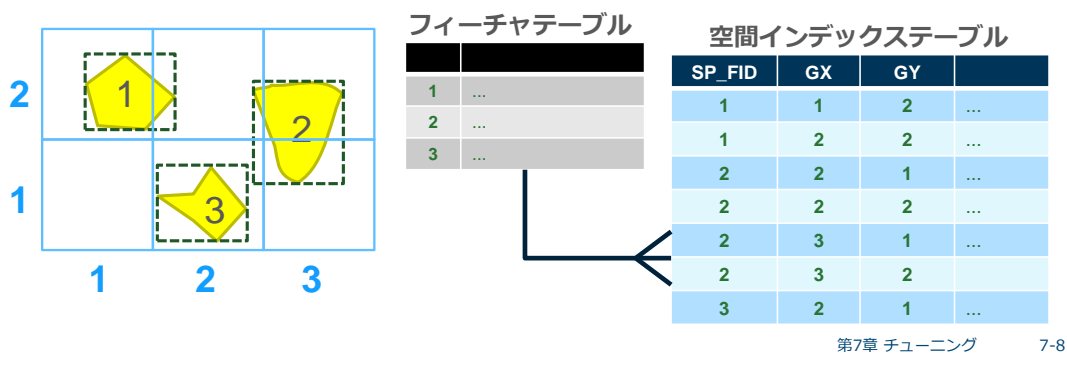 フィーチャテーブル
空間インデックステーブル
2
1
1
2
3
1
2
3
1 ...
2 ...
3 ...
SP_FID GX GY
1 1 2 ...
1 2 2 ...
2 2 1 ...
2 2 2 ...
2 3 1 ...
2 3 2
3 2 1 ...
第7章 チューニング 7-8